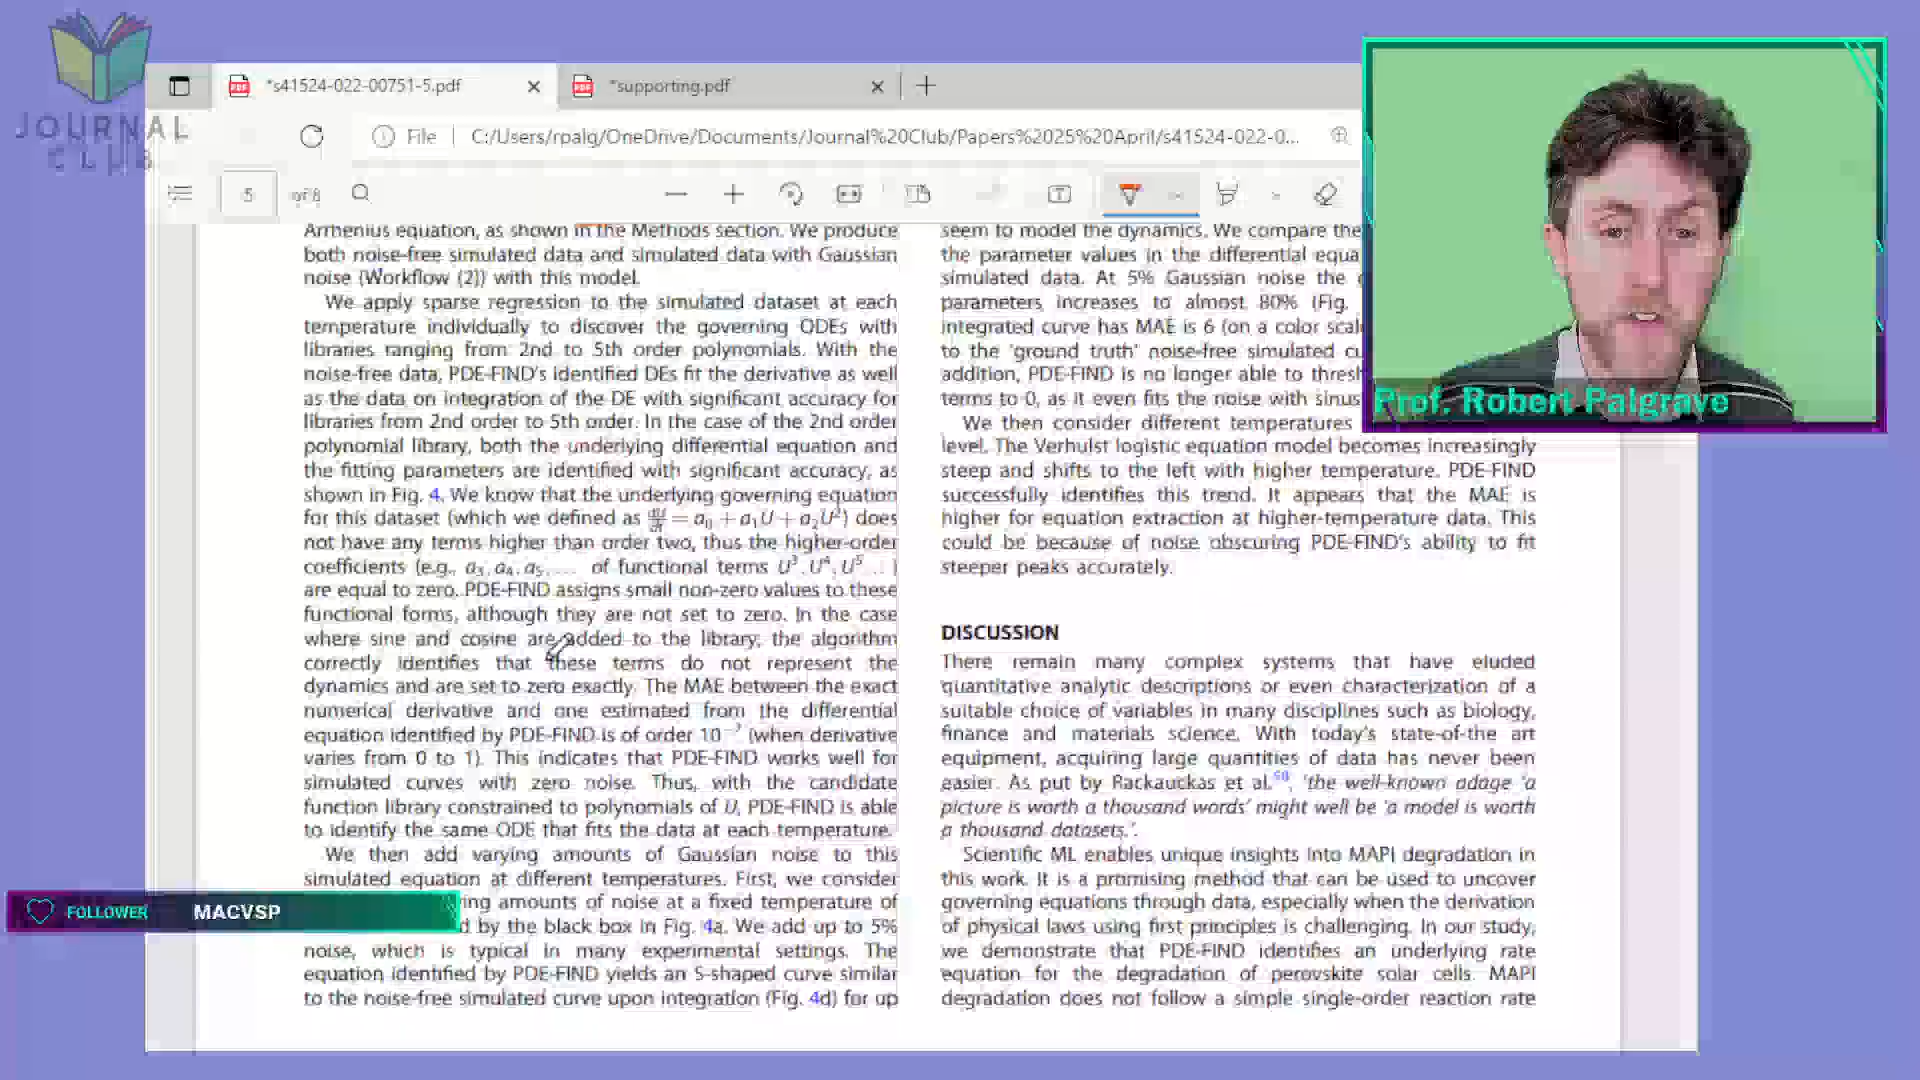 JOURNAL
CLUB
*s41524-022-00751-5.pdf
*supporting.pdf
File
C:/Users/rpalg/OneDrive/Documents/Journal%20Club/Papers%2025%20April/s41524-022-0...
5
of 8
Arrhenius equation, as shown in the Methods section. We produce
both noise-free simulated data and simulated data with Gaussian
noise (Workflow (2)) with this model.
We apply sparse regression to the simulated dataset at each
temperature individually to discover the governing ODEs with
libraries ranging from 2nd to 5th order polynomials. With the
noise-free data, PDE-FIND's identified DEs fit the derivative as well
as the data on integration of the DE with significant accuracy for
libraries from 2nd order to 5th order. In the case of the 2nd order
polynomial library, both the underlying differential equation and
the fitting parameters are identified with significant accuracy, as
shown in Fig. 4. We know that the underlying governing equation
for this dataset (which we defined as dU/dt = a₀ + a₁U + a₂U²) does
not have any terms higher than order two, thus the higher-order
coefficients (e.g., a₃, a₄, a₅, ... of functional terms U³, U⁴, U⁵...)
are equal to zero. PDE-FIND assigns small non-zero values to these
functional forms, although they are not set to zero. In the case
where sine and cosine are added to the library, the algorithm
correctly identifies that these terms do not represent the
dynamics and are set to zero exactly. The MAE between the exact
numerical derivative and one estimated from the differential
equation identified by PDE-FIND is of order 10 (when derivative
varies from 0 to 1). This indicates that PDE-FIND works well for
simulated curves with zero noise. Thus, with the candidate
function library constrained to polynomials of U, PDE-FIND is able
to identify the same ODE that fits the data at each temperature.
We then add varying amounts of Gaussian noise to this
simulated equation at different temperatures. First, we consider
ing amounts of noise at a fixed temperature of
d by the black box in Fig. 4a. We add up to 5%
noise, which is typical in many experimental settings. The
equation identified by PDE-FIND yields an S-shaped curve similar
to the noise-free simulated curve upon integration (Fig. 4d) for up
seem to model the dynamics. We compare the
the parameter values in the differential equa
simulated data. At 5% Gaussian noise the
parameters increases to almost 80% (Fig.
integrated curve has MAE is 6 (on a color scal
to the 'ground truth' noise-free simulated cu
addition, PDE-FIND is no longer able to thresh
terms to 0, as it even fits the noise with sinus
We then consider different temperatures
level. The Verhulst logistic equation model becomes increasingly
steep and shifts to the left with higher temperature. PDE-FIND
successfully identifies this trend. It appears that the MAE is
higher for equation extraction at higher-temperature data. This
could be because of noise obscuring PDE-FIND's ability to fit
steeper peaks accurately.
DISCUSSION
There remain many complex systems that have eluded
quantitative analytic descriptions or even characterization of a
suitable choice of variables in many disciplines such as biology,
finance and materials science. With today's state-of-the art
equipment, acquiring large quantities of data has never been
easier. As put by Rackauckas et al.⁵⁰, 'the well-known adage 'a
picture is worth a thousand words' might well be 'a model is worth
a thousand datasets.'.
Scientific ML enables unique insights into MAPI degradation in
this work. It is a promising method that can be used to uncover
governing equations through data, especially when the derivation
of physical laws using first principles is challenging. In our study,
we demonstrate that PDE-FIND identifies an underlying rate
equation for the degradation of perovskite solar cells. MAPI
degradation does not follow a simple single-order reaction rate
Prof. Robert Palgrave
FOLLOWER MACVSP